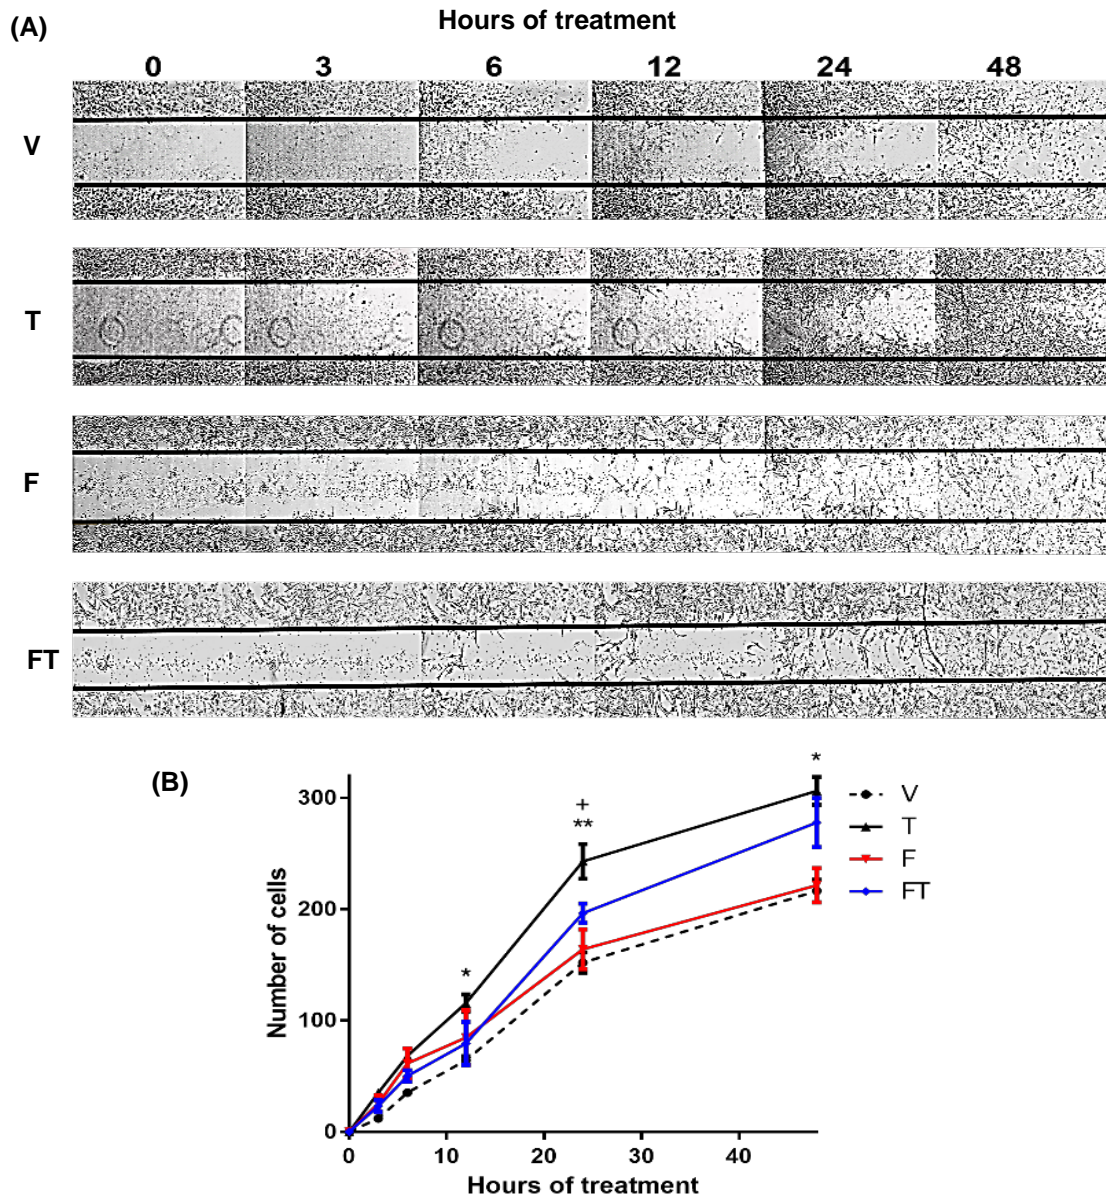 (A)
Hours of treatment
0 3 6 12 24 48
V
T
F
FT
(B)
Number of cells
300
200
100
0
0 10 20 30 40
Hours of treatment
*
+
**
*
V
T
F
FT